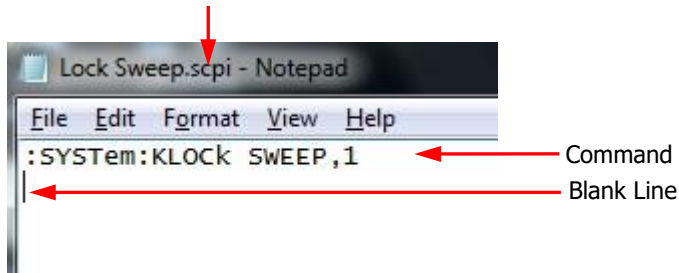 Lock Sweep.scpi - Notepad
File Edit Format View Help
:SYSTem:KLOCk SWEEP,1
Command
Blank Line